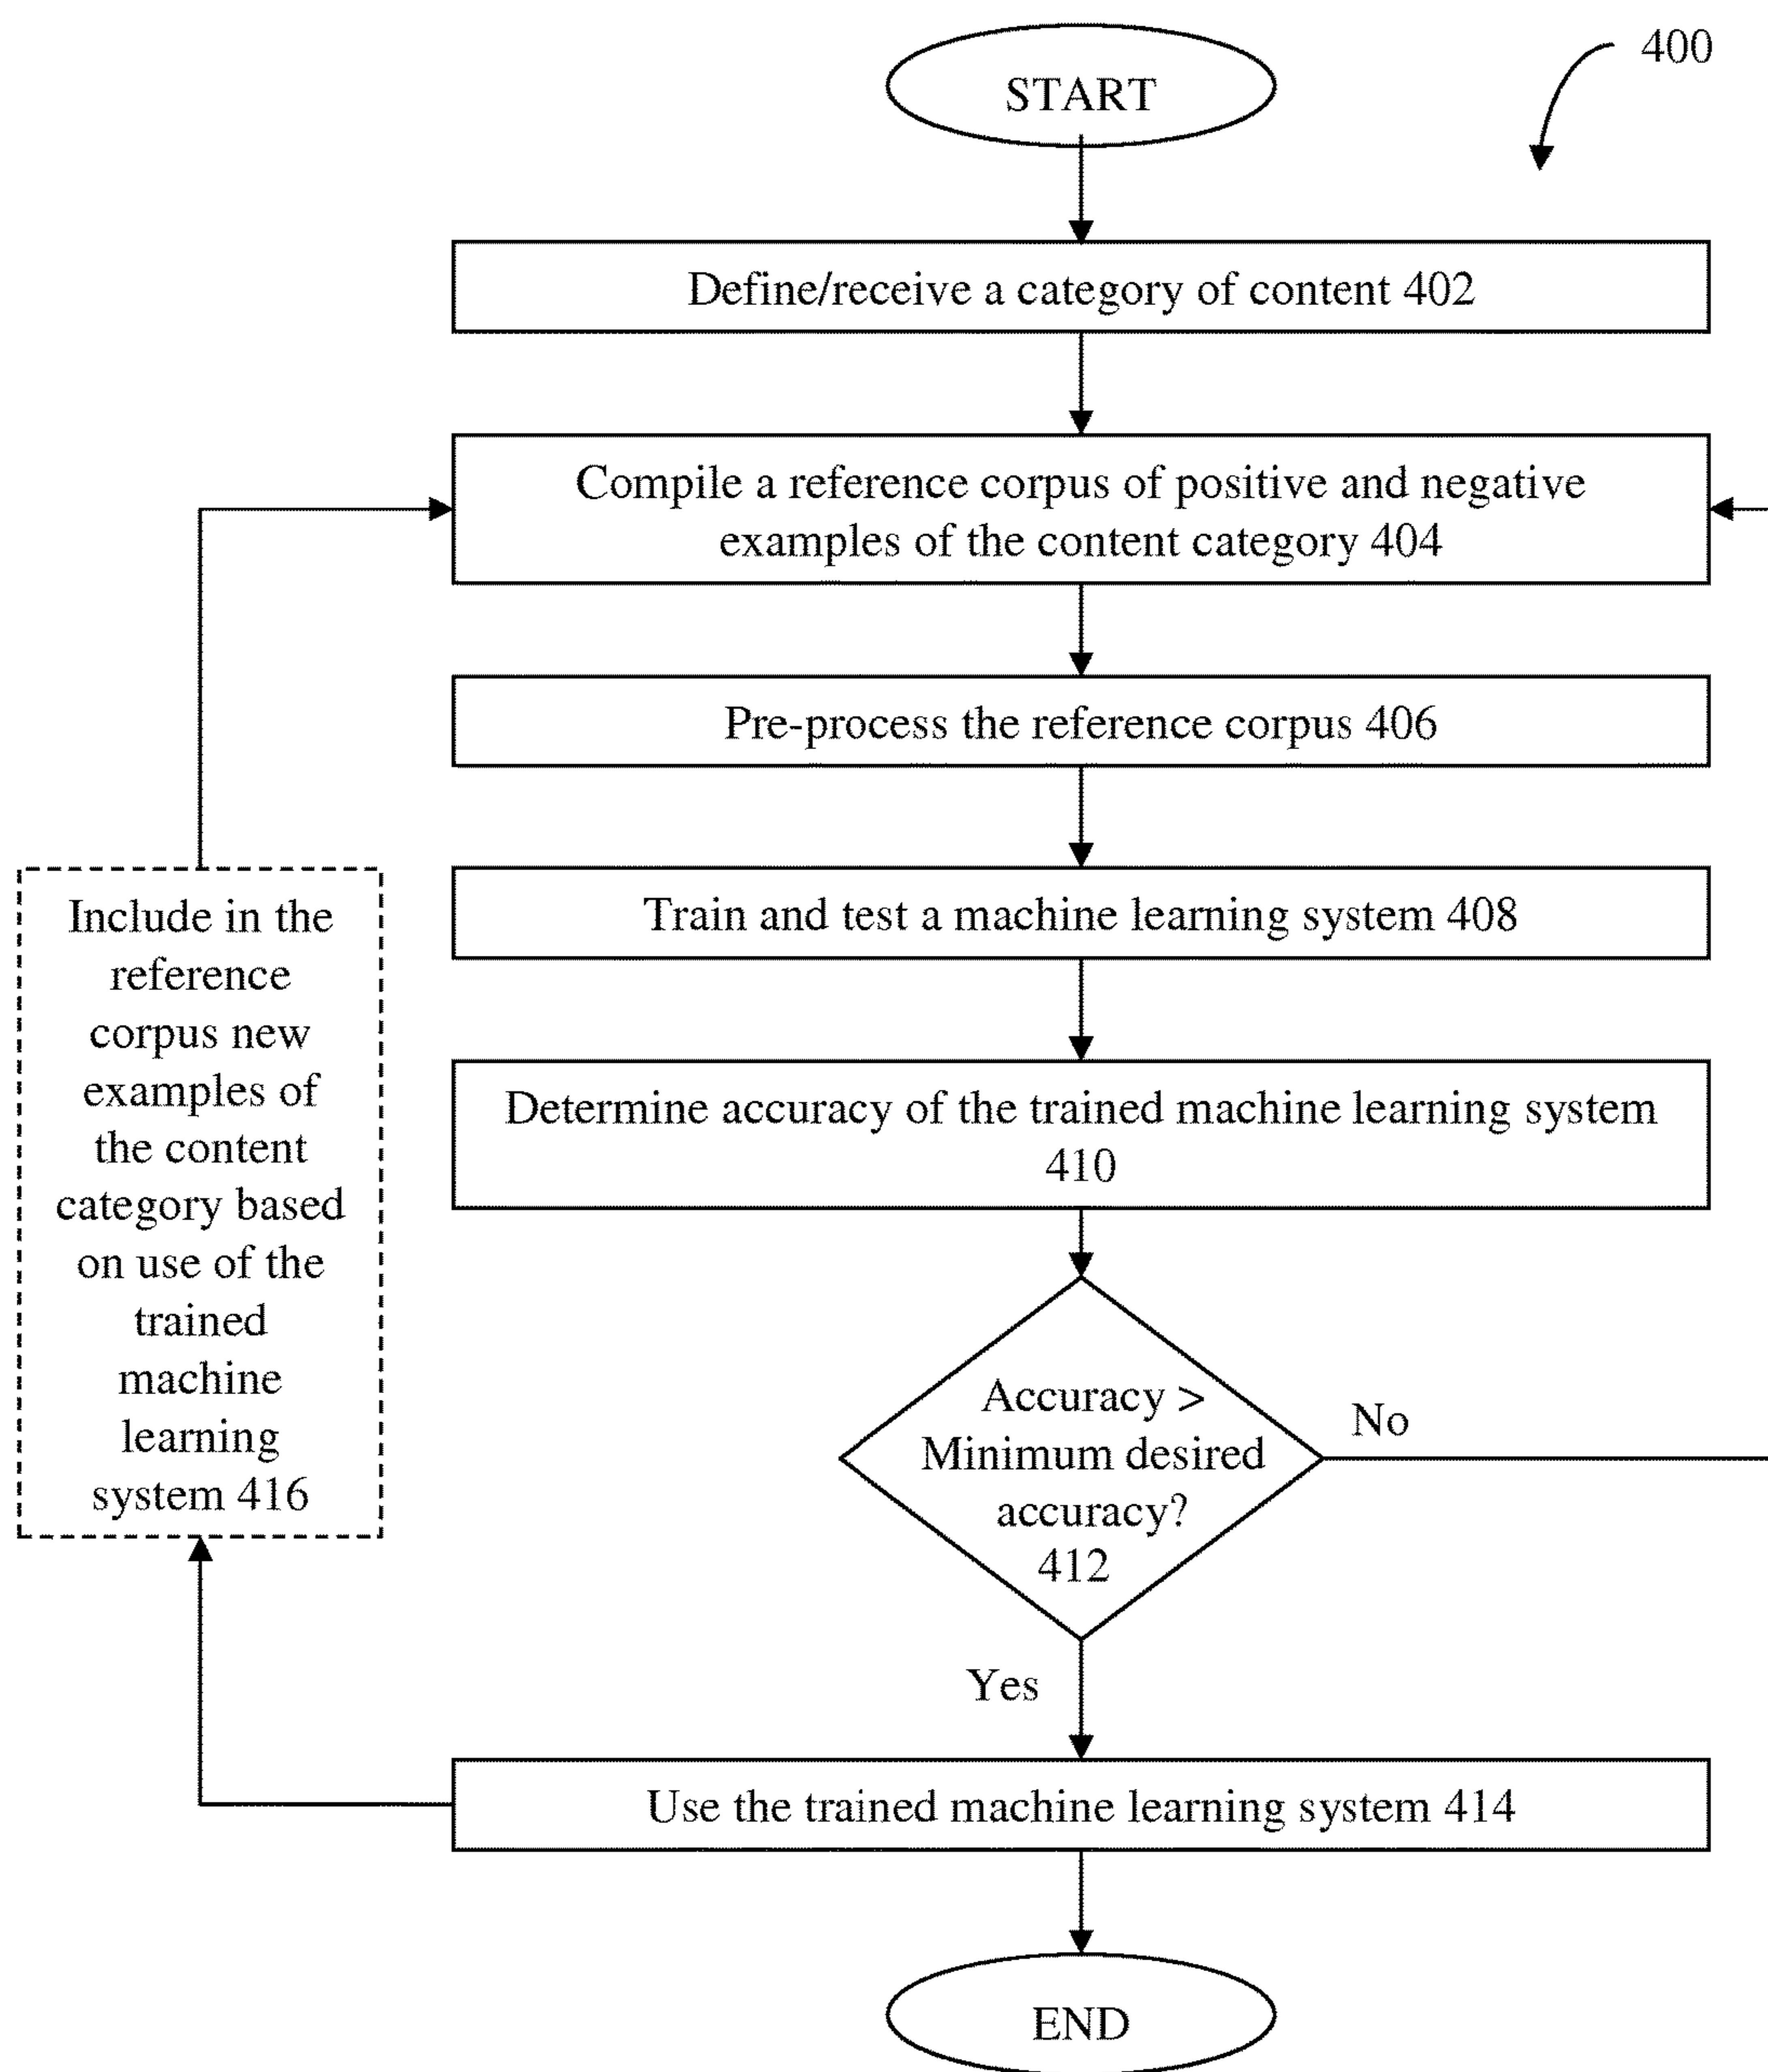 400
START
Define/receive a category of content 402
Compile a reference corpus of positive and negative
examples of the content category 404
Pre-process the reference corpus 406
Train and test a machine learning system 408
Determine accuracy of the trained machine learning system
410
Accuracy >
Minimum desired
accuracy?
412
No
Yes
Use the trained machine learning system 414
Include in the
reference
corpus new
examples of
the content
category based
on use of the
trained
machine
learning
system 416
END